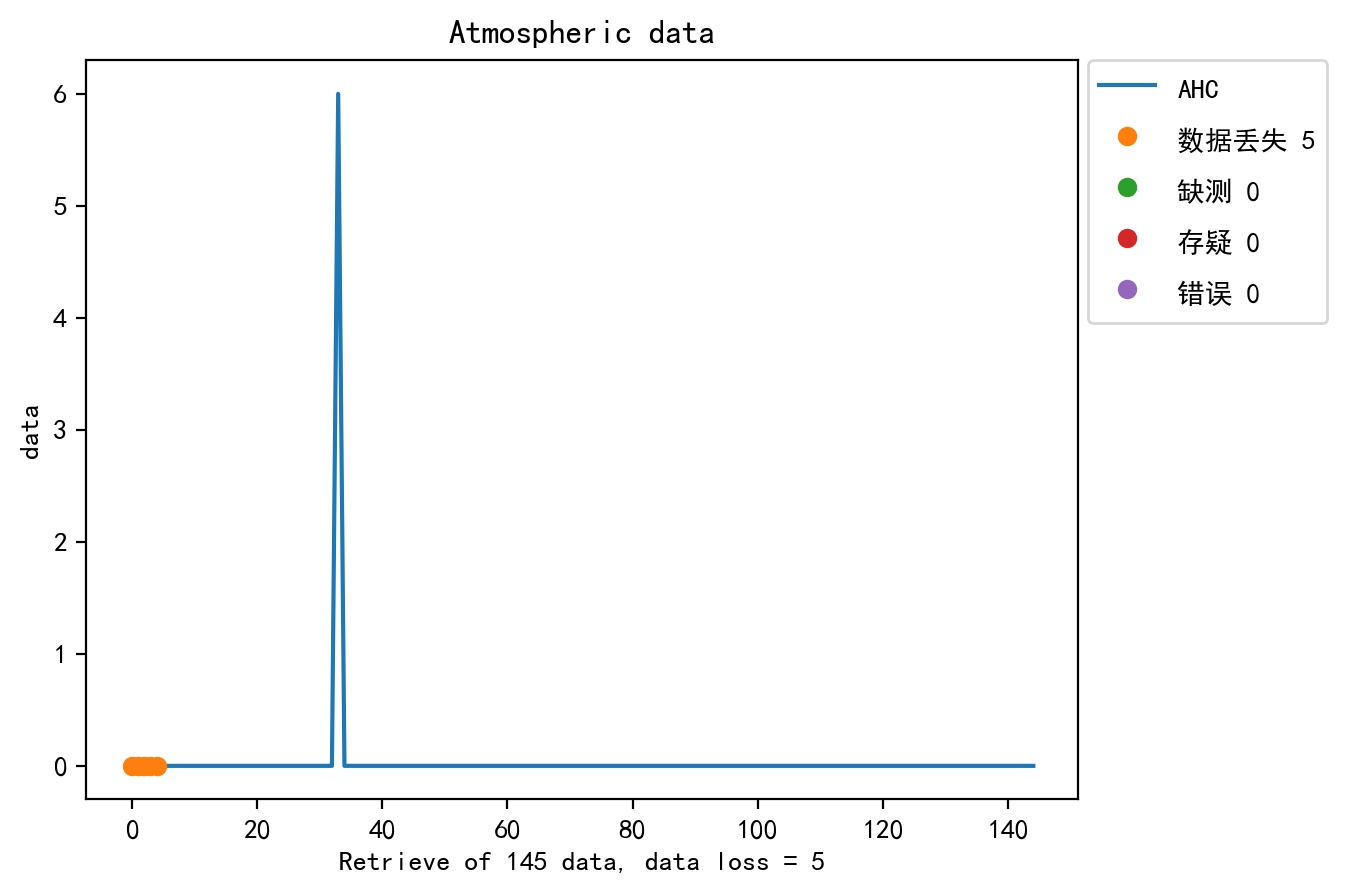 Atmospheric data
6
5
4
3
2
1
0
data
0 20 40 60 80 100 120 140
Retrieve of 145 data, data loss = 5
AHC
数据丢失 5
缺测 0
存疑 0
错误 0